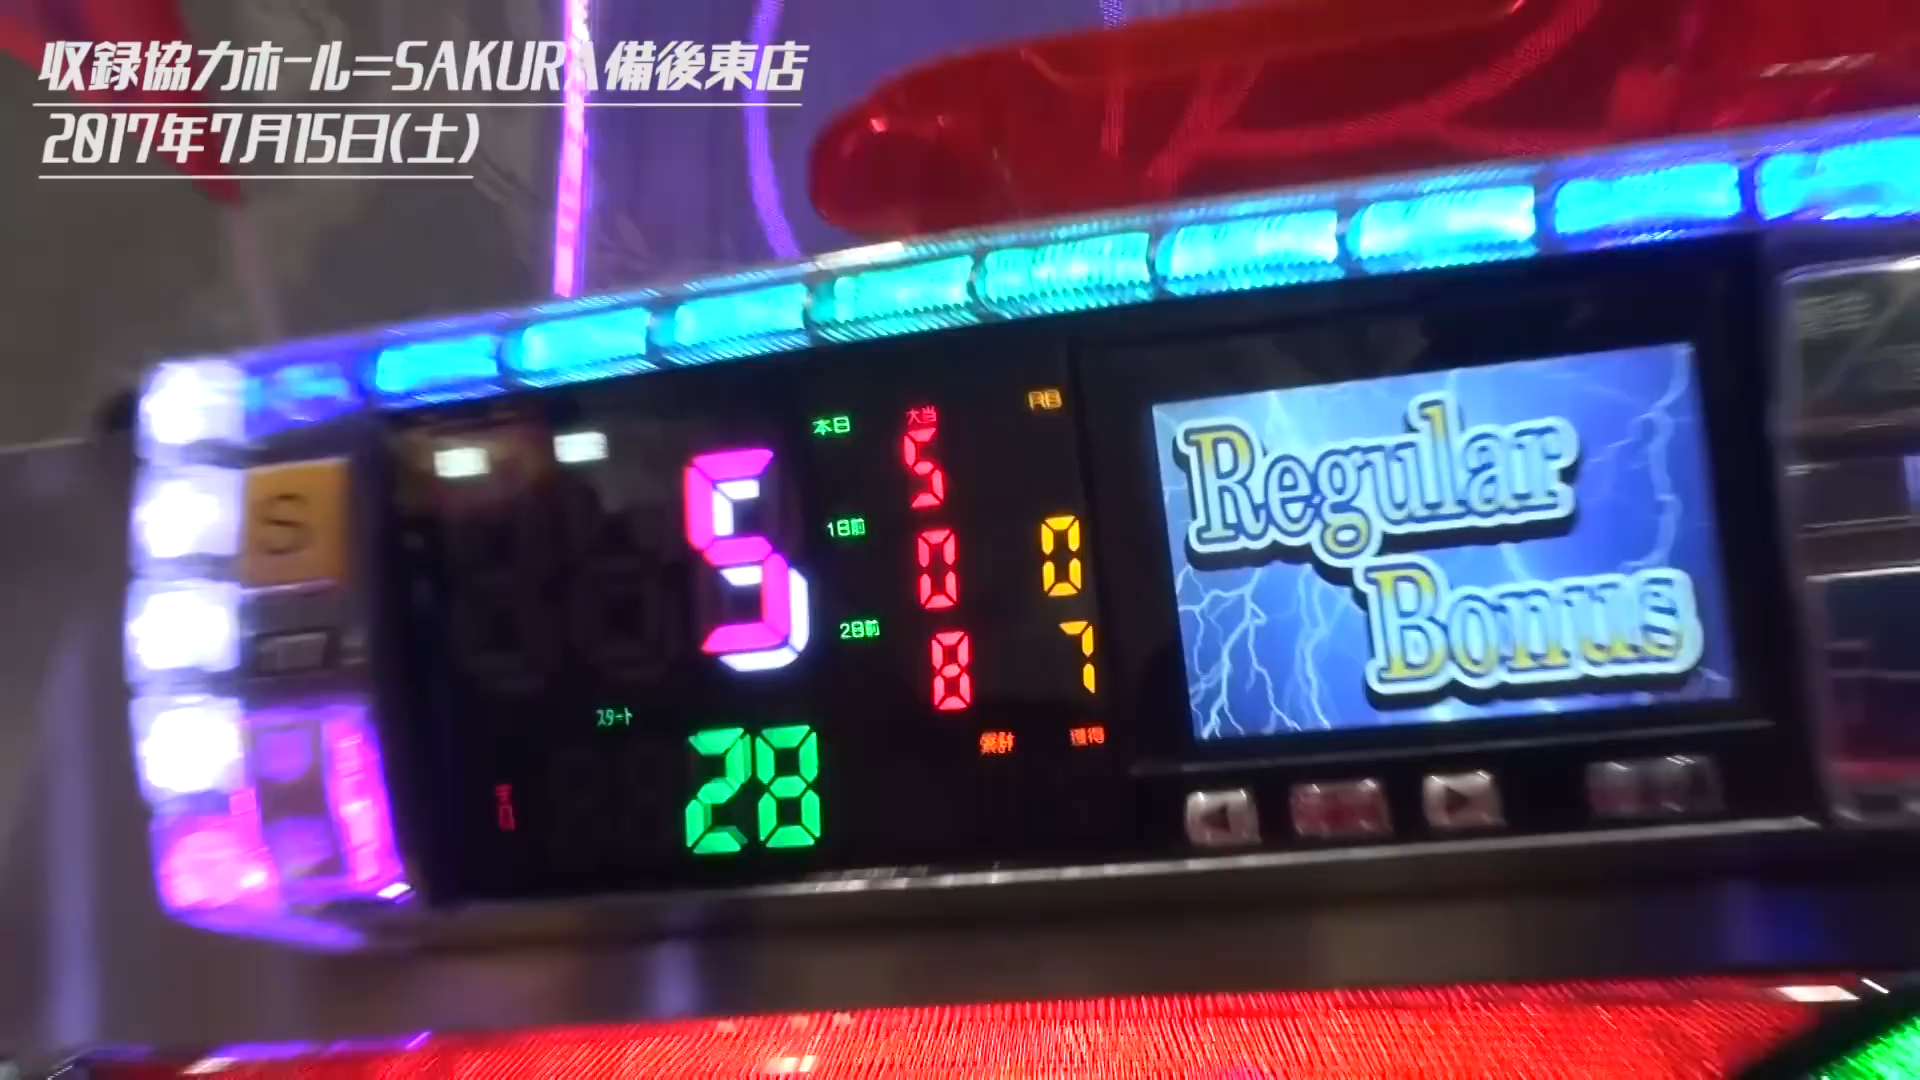 収録協力ホール=SAKURA備後東店
2017年7月15日(土)
S
17
5
本日
大当
5
1日前
0
0
2日前
8
7
スタート
28
累計
獲得
Regular
Bonus